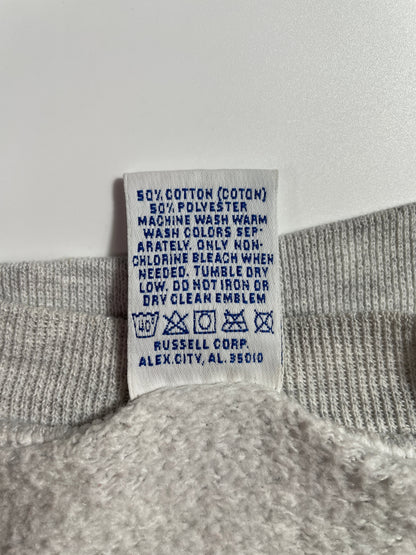 50% COTTON (COTON)
50% POLYESTER
MACHINE WASH WARM
WASH COLORS SEP-
ARATELY. ONLY NON-
CHLORINE BLEACH WHEN
NEEDED. TUMBLE DRY
LOW. DO NOT IRON OR
DRY CLEAN EMBLEM
40
RUSSELL CORP.
ALEX.CITY, AL. 35010